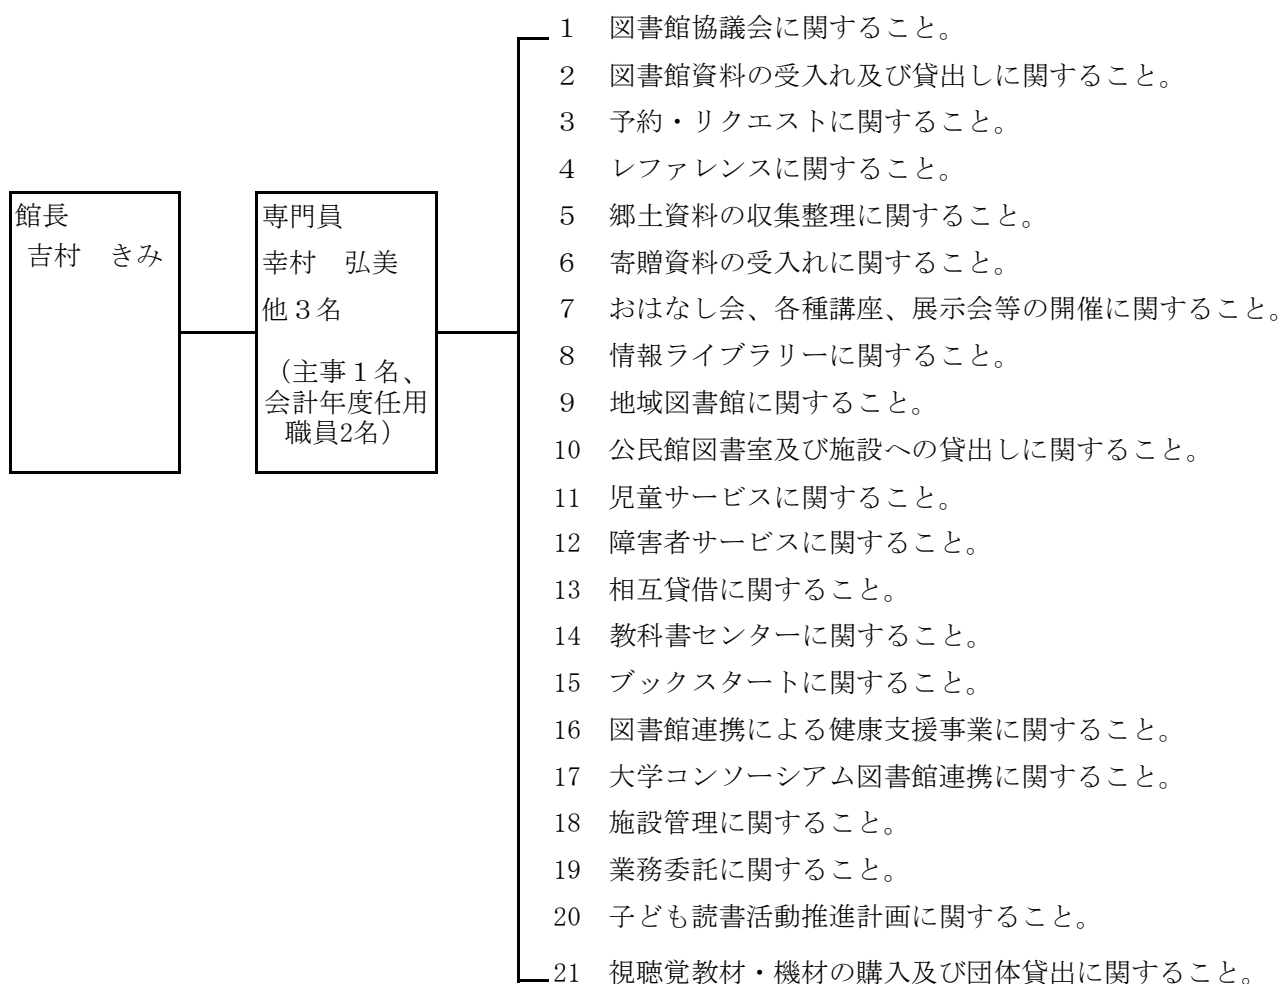 館長
吉村　きみ
専門員
幸村　弘美
他３名
（主事１名、
会計年度任用
職員2名）
1　図書館協議会に関すること。
2　図書館資料の受入れ及び貸出しに関すること。
3　予約・リクエストに関すること。
4　レファレンスに関すること。
5　郷土資料の収集整理に関すること。
6　寄贈資料の受入れに関すること。
7　おはなし会、各種講座、展示会等の開催に関すること。
8　情報ライブラリーに関すること。
9　地域図書館に関すること。
10　公民館図書室及び施設への貸出しに関すること。
11　児童サービスに関すること。
12　障害者サービスに関すること。
13　相互貸借に関すること。
14　教科書センターに関すること。
15　ブックスタートに関すること。
16　図書館連携による健康支援事業に関すること。
17　大学コンソーシアム図書館連携に関すること。
18　施設管理に関すること。
19　業務委託に関すること。
20　子ども読書活動推進計画に関すること。
21　視聴覚教材・機材の購入及び団体貸出に関すること。